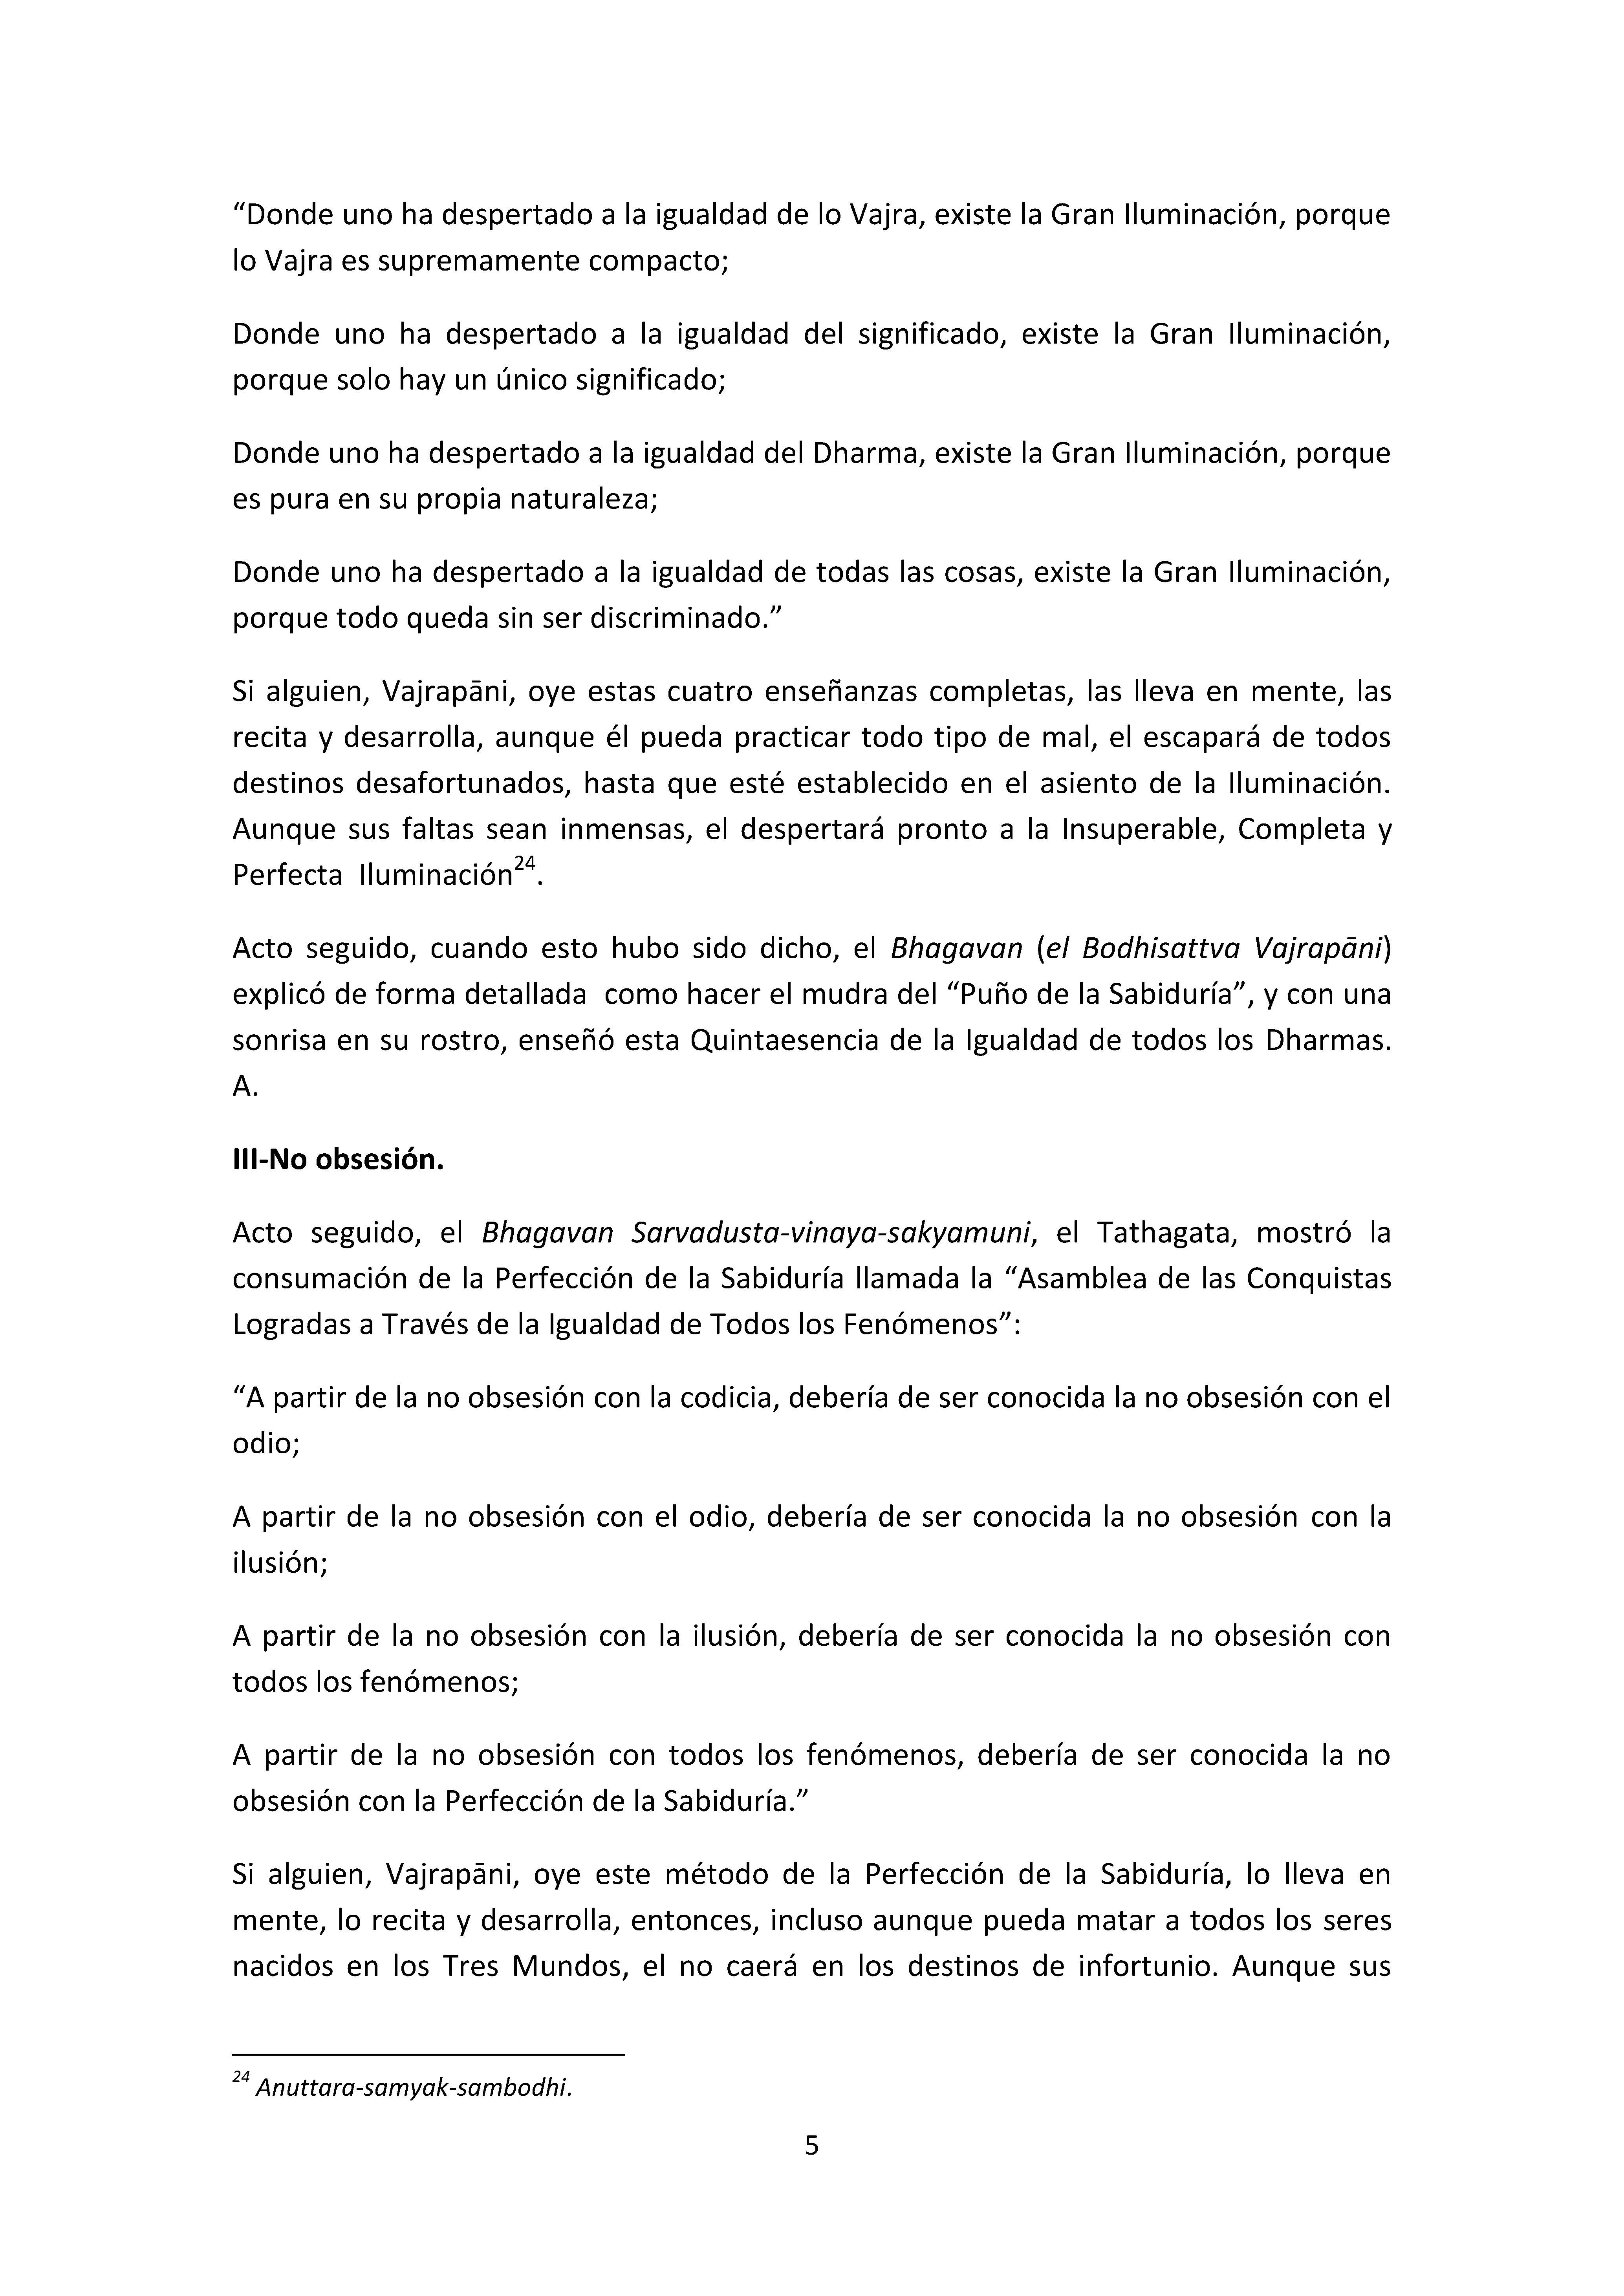 “Donde uno ha despertado a la igualdad de lo Vajra, existe la Gran Iluminación, porque
lo Vajra es supremamente compacto;
Donde uno ha despertado a la igualdad del significado, existe la Gran Iluminación,
porque solo hay un único significado;
Donde uno ha despertado a la igualdad del Dharma, existe la Gran Iluminación, porque
es pura en su propia naturaleza;
Donde uno ha despertado a la igualdad de todas las cosas, existe la Gran Iluminación,
porque todo queda sin ser discriminado.”
Si alguien, Vajrapāni, oye estas cuatro enseñanzas completas, las lleva en mente, las
recita y desarrolla, aunque él pueda practicar todo tipo de mal, el escapará de todos
destinos desafortunados, hasta que esté establecido en el asiento de la Iluminación.
Aunque sus faltas sean inmensas, el despertará pronto a la Insuperable, Completa y
Perfecta  Iluminación24.
Acto seguido, cuando esto hubo sido dicho, el Bhagavan (el Bodhisattva Vajrapāni)
explicó de forma detallada  como hacer el mudra del “Puño de la Sabiduría”, y con una
sonrisa en su rostro, enseñó esta Quintaesencia de la Igualdad de todos los Dharmas.
A.
III-No obsesión.
Acto seguido, el Bhagavan Sarvadusta-vinaya-sakyamuni, el Tathagata, mostró la
consumación de la Perfección de la Sabiduría llamada la “Asamblea de las Conquistas
Logradas a Través de la Igualdad de Todos los Fenómenos”:
“A partir de la no obsesión con la codicia, debería de ser conocida la no obsesión con el
odio;
A partir de la no obsesión con el odio, debería de ser conocida la no obsesión con la
ilusión;
A partir de la no obsesión con la ilusión, debería de ser conocida la no obsesión con
todos los fenómenos;
A partir de la no obsesión con todos los fenómenos, debería de ser conocida la no
obsesión con la Perfección de la Sabiduría.”
Si alguien, Vajrapāni, oye este método de la Perfección de la Sabiduría, lo lleva en
mente, lo recita y desarrolla, entonces, incluso aunque pueda matar a todos los seres
nacidos en los Tres Mundos, el no caerá en los destinos de infortunio. Aunque sus
24 Anuttara-samyak-sambodhi.
5